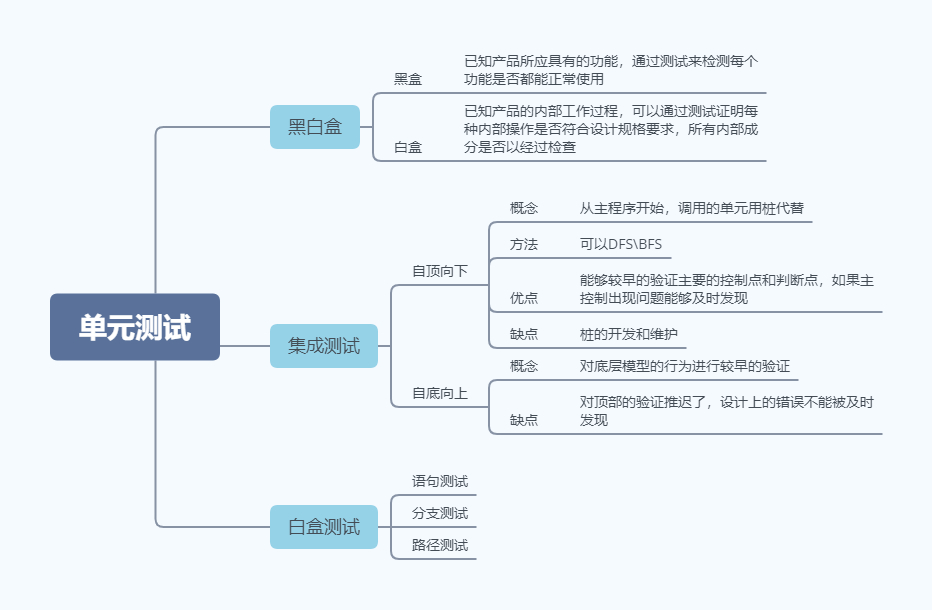 单元测试
黑白盒
黑盒
已知产品所应具有的功能，通过测试来检测每个
功能是否都能正常使用
白盒
已知产品的内部工作过程，可以通过测试证明每
种内部操作是否符合设计规格要求，所有内部成
分是否以经过检查
集成测试
自顶向下
概念
从主程序开始，调用的单元用桩代替
方法
可以DFS\BFS
优点
能够较早的验证主要的控制点和判断点，如果主
控制出现问题能够及时发现
缺点
桩的开发和维护
自底向上
概念
对底层模型的行为进行较早的验证
缺点
对顶部的验证推迟了，设计上的错误不能被及时
发现
白盒测试
语句测试
分支测试
路径测试